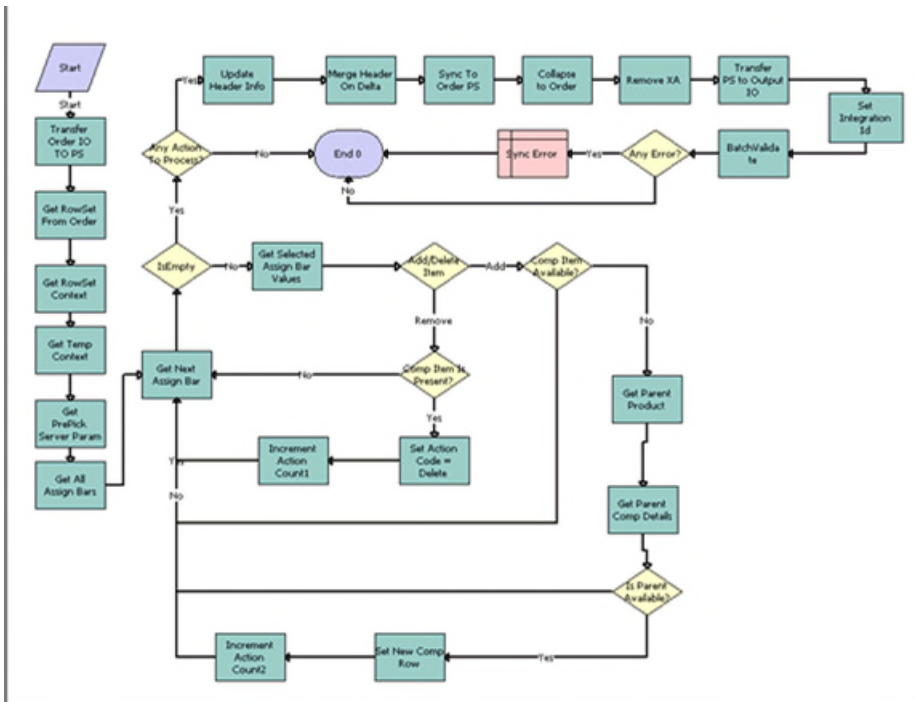 Start
Start
Transfer
Order IO
TO PS
Get RowSet
From Order
Get RowSet
Context
Get Temp
Context
Get
PrePick
Server Param
Get All
Assign Bars
Get Next
Assign Bar
IsEmpty
Yes
Any Action
To Process?
Yes
No
Update
Header Info
Merge Header
On Delta
Sync To
Order PS
Collapse
to Order
Remove XA
Transfer
PS to Output
IO
Set
Integration
Id
BatchValida
te
Any Error?
Yes
Sync Error
No
End 0
No
Get Selected
Assign Bar
Values
Add/Delete
Item
Add
Comp Item
Available?
No
Remove
Comp Item Is
Present?
No
Yes
Set Action
Code =
Delete
Increment
Action
Count1
Yes
No
Get Parent
Product
Get Parent
Comp Details
Is Parent
Available?
Yes
Set New Comp
Row
Increment
Action
Count2